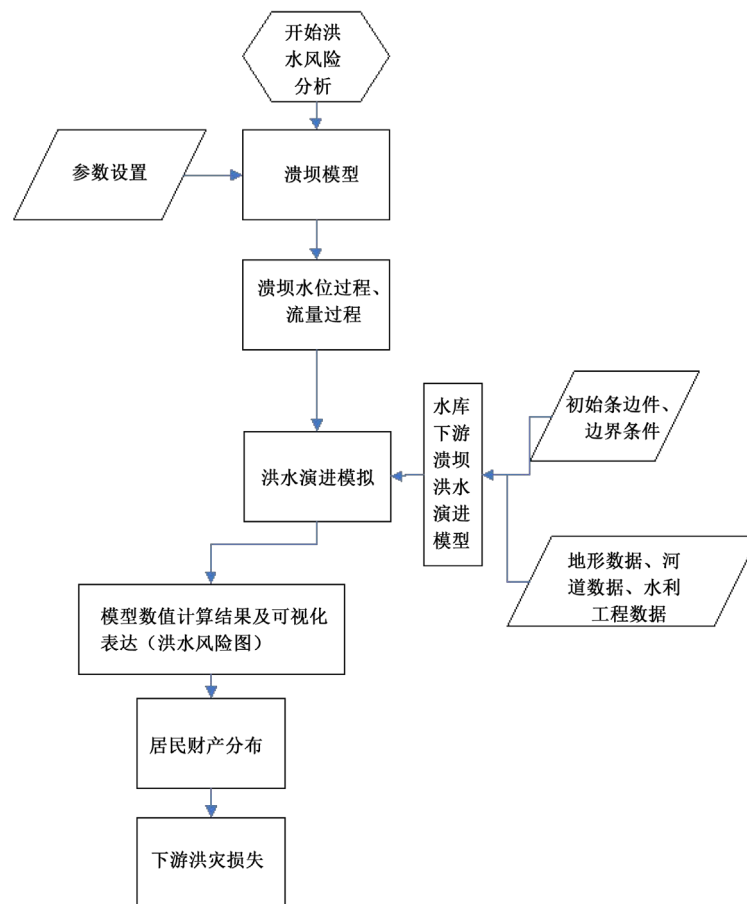 开始洪
水风险
分析
参数设置
溃坝模型
溃坝水位过程、
流量过程
水库
下游
溃坝
洪水
演进
模型
初始条边件、
边界条件
洪水演进模拟
地形数据、河
道数据、水利
工程数据
模型数值计算结果及可视化
表达（洪水风险图）
居民财产分布
下游洪灾损失